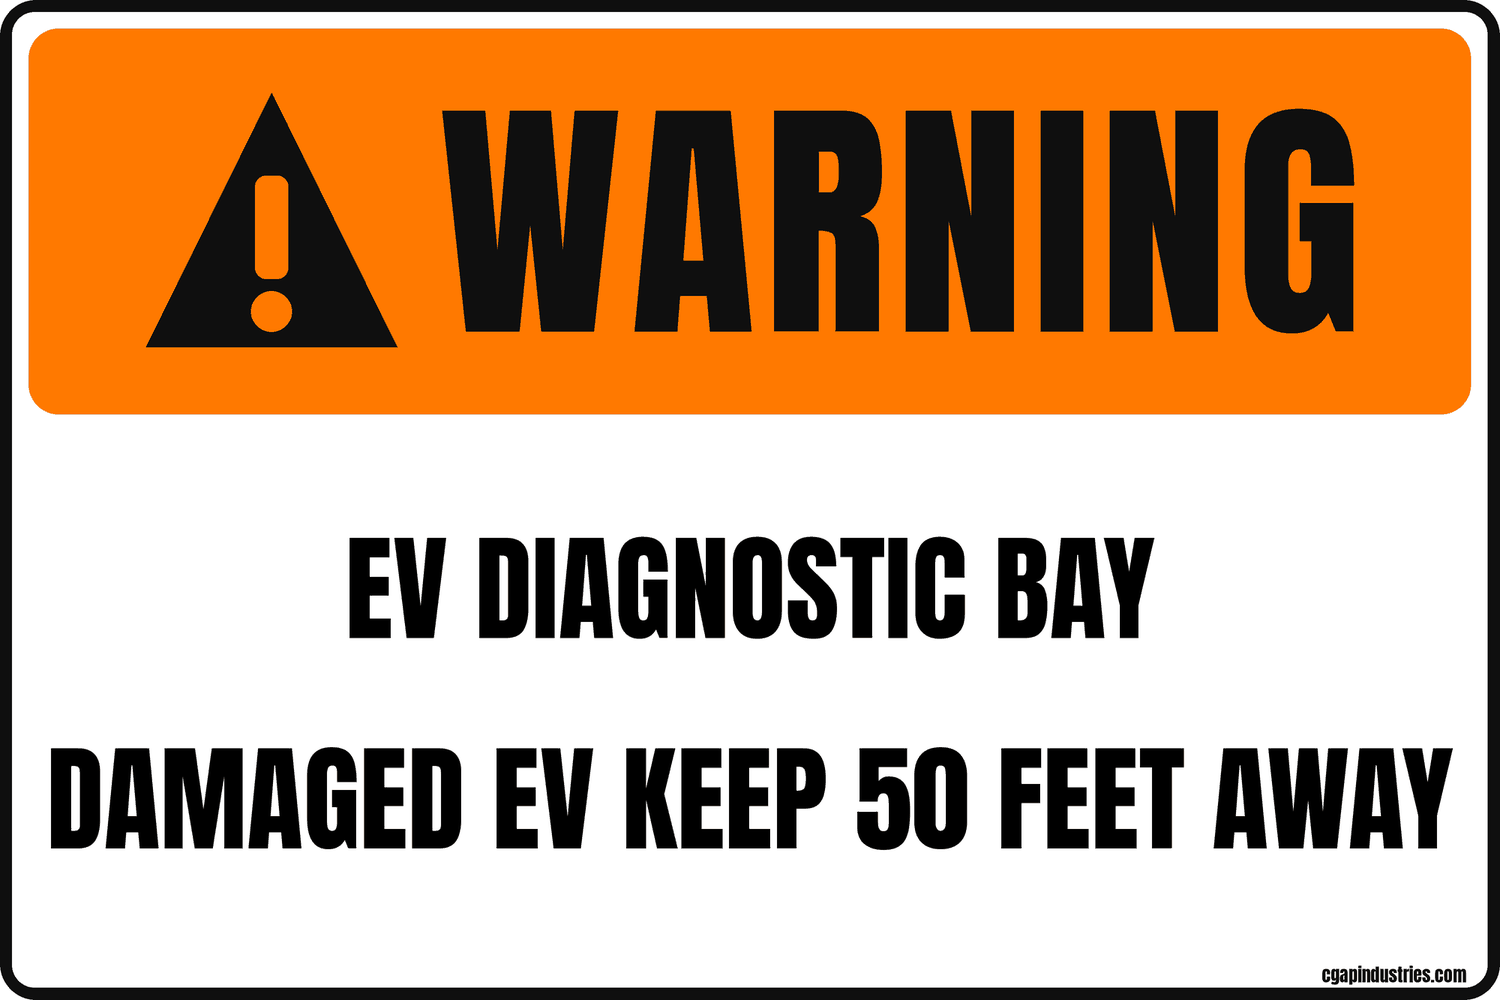 WARNING
EV DIAGNOSTIC BAY
DAMAGED EV KEEP 50 FEET AWAY
cgapindustries.com